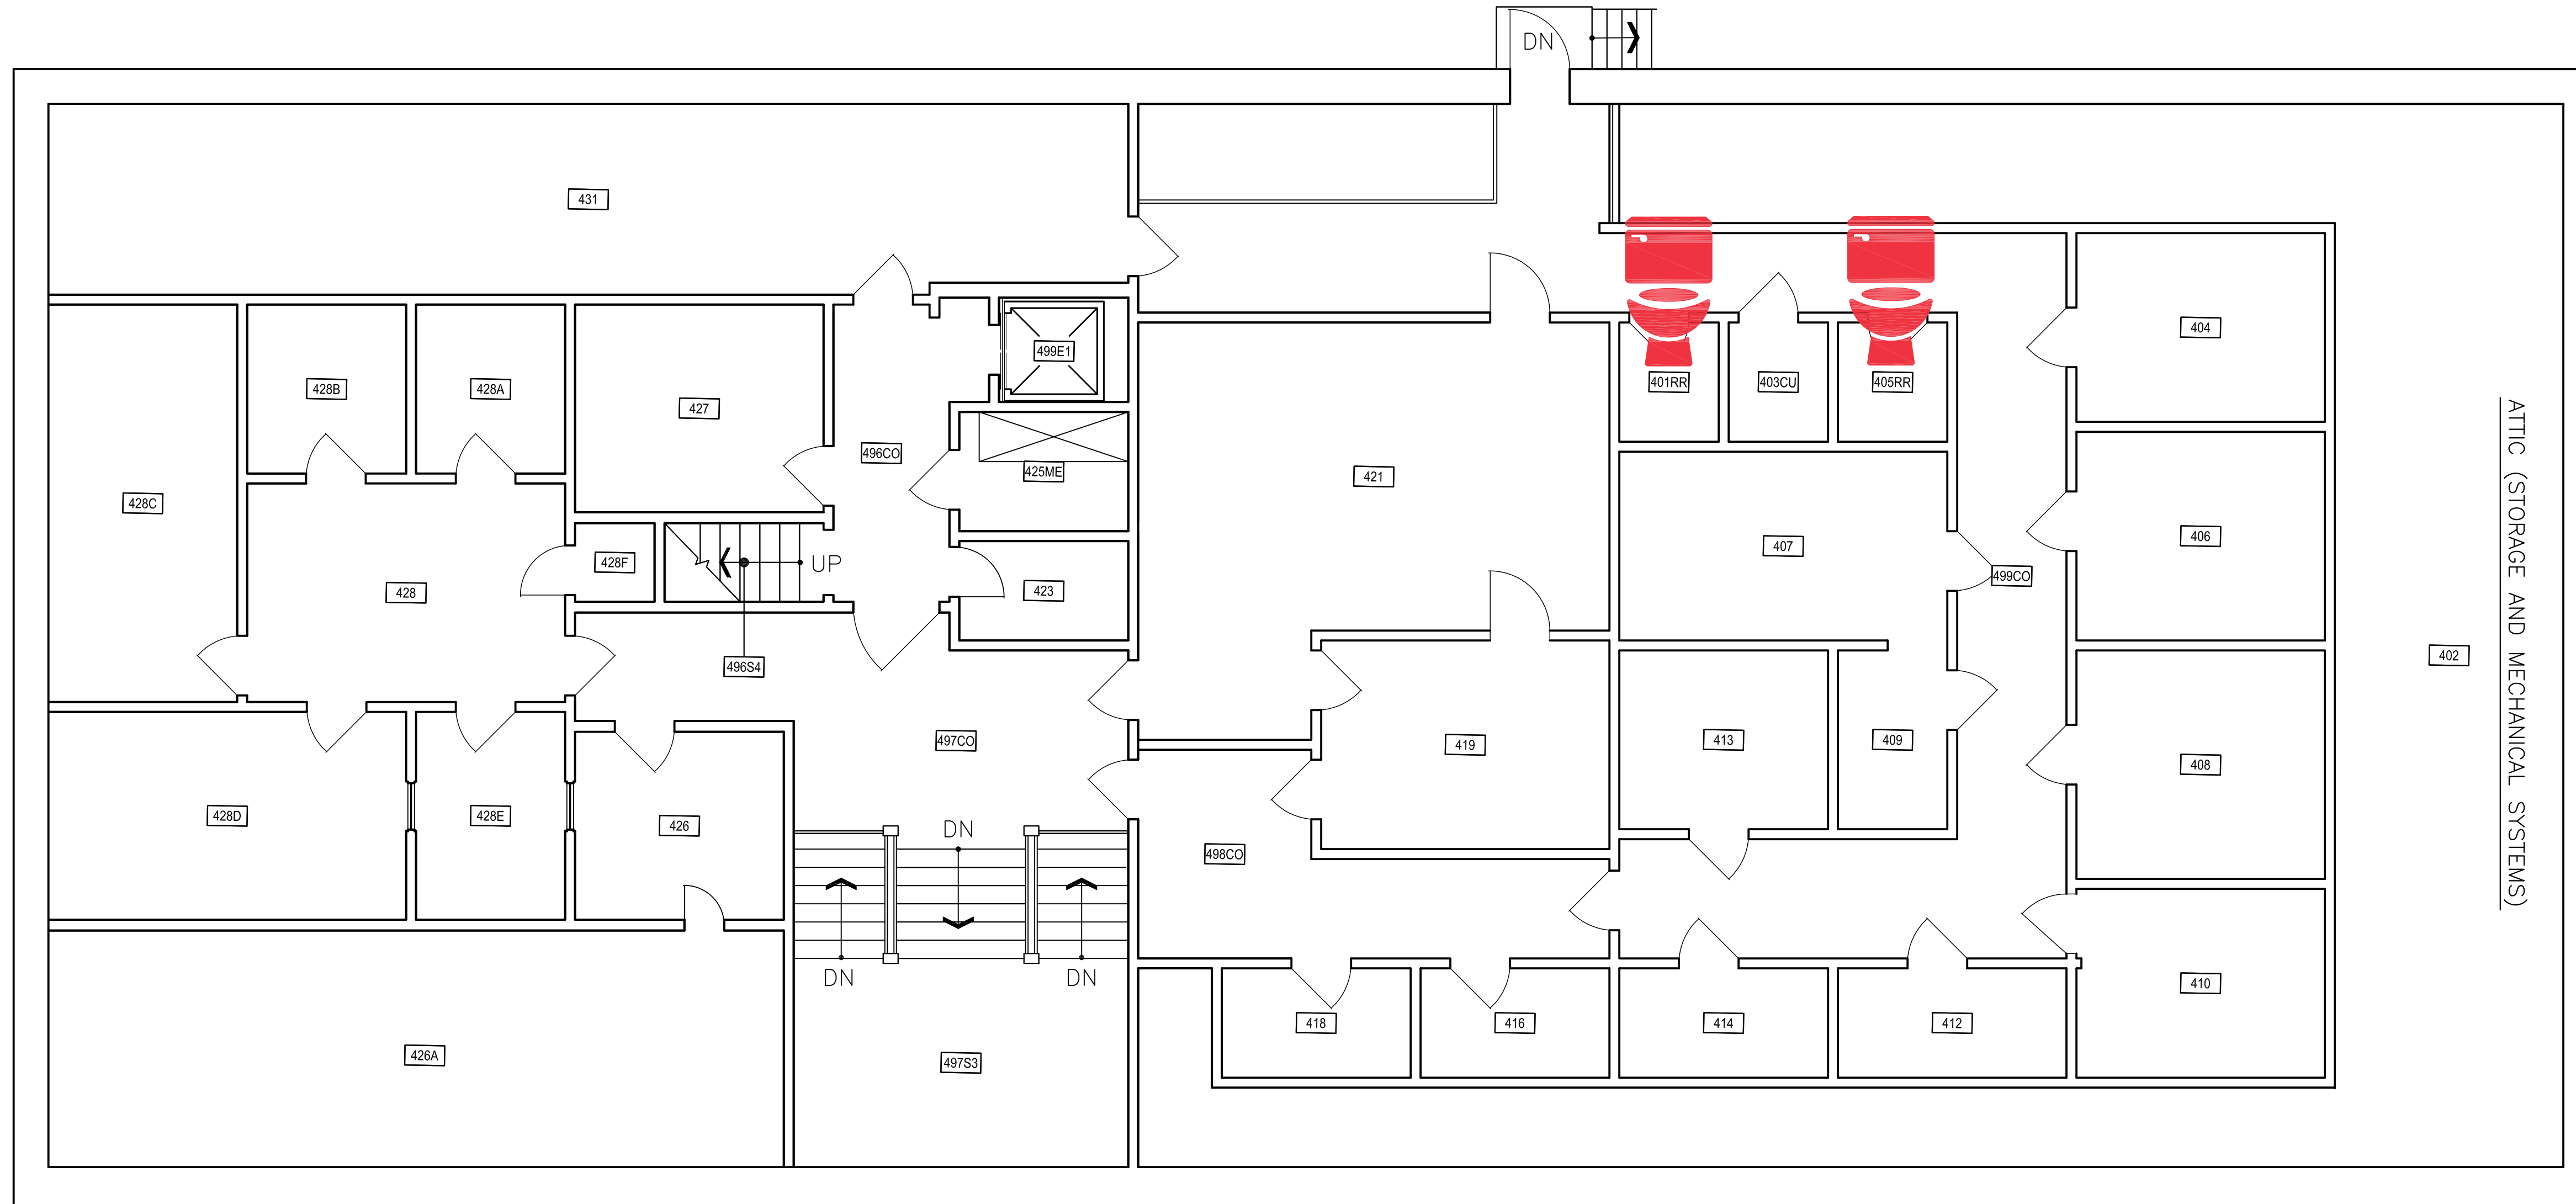 DN
431
499E1
404
428B
428A
427
401RR
403CU
405RR
496CO
425ME
421
428C
406
407
UP
428F
499CO
428
423
ATTIC (STORAGE AND MECHANICAL SYSTEMS)
402
496S4
497CO
419
413
409
408
428D
428E
426
DN
498CO
DN
DN
410
418
416
414
412
426A
497S3